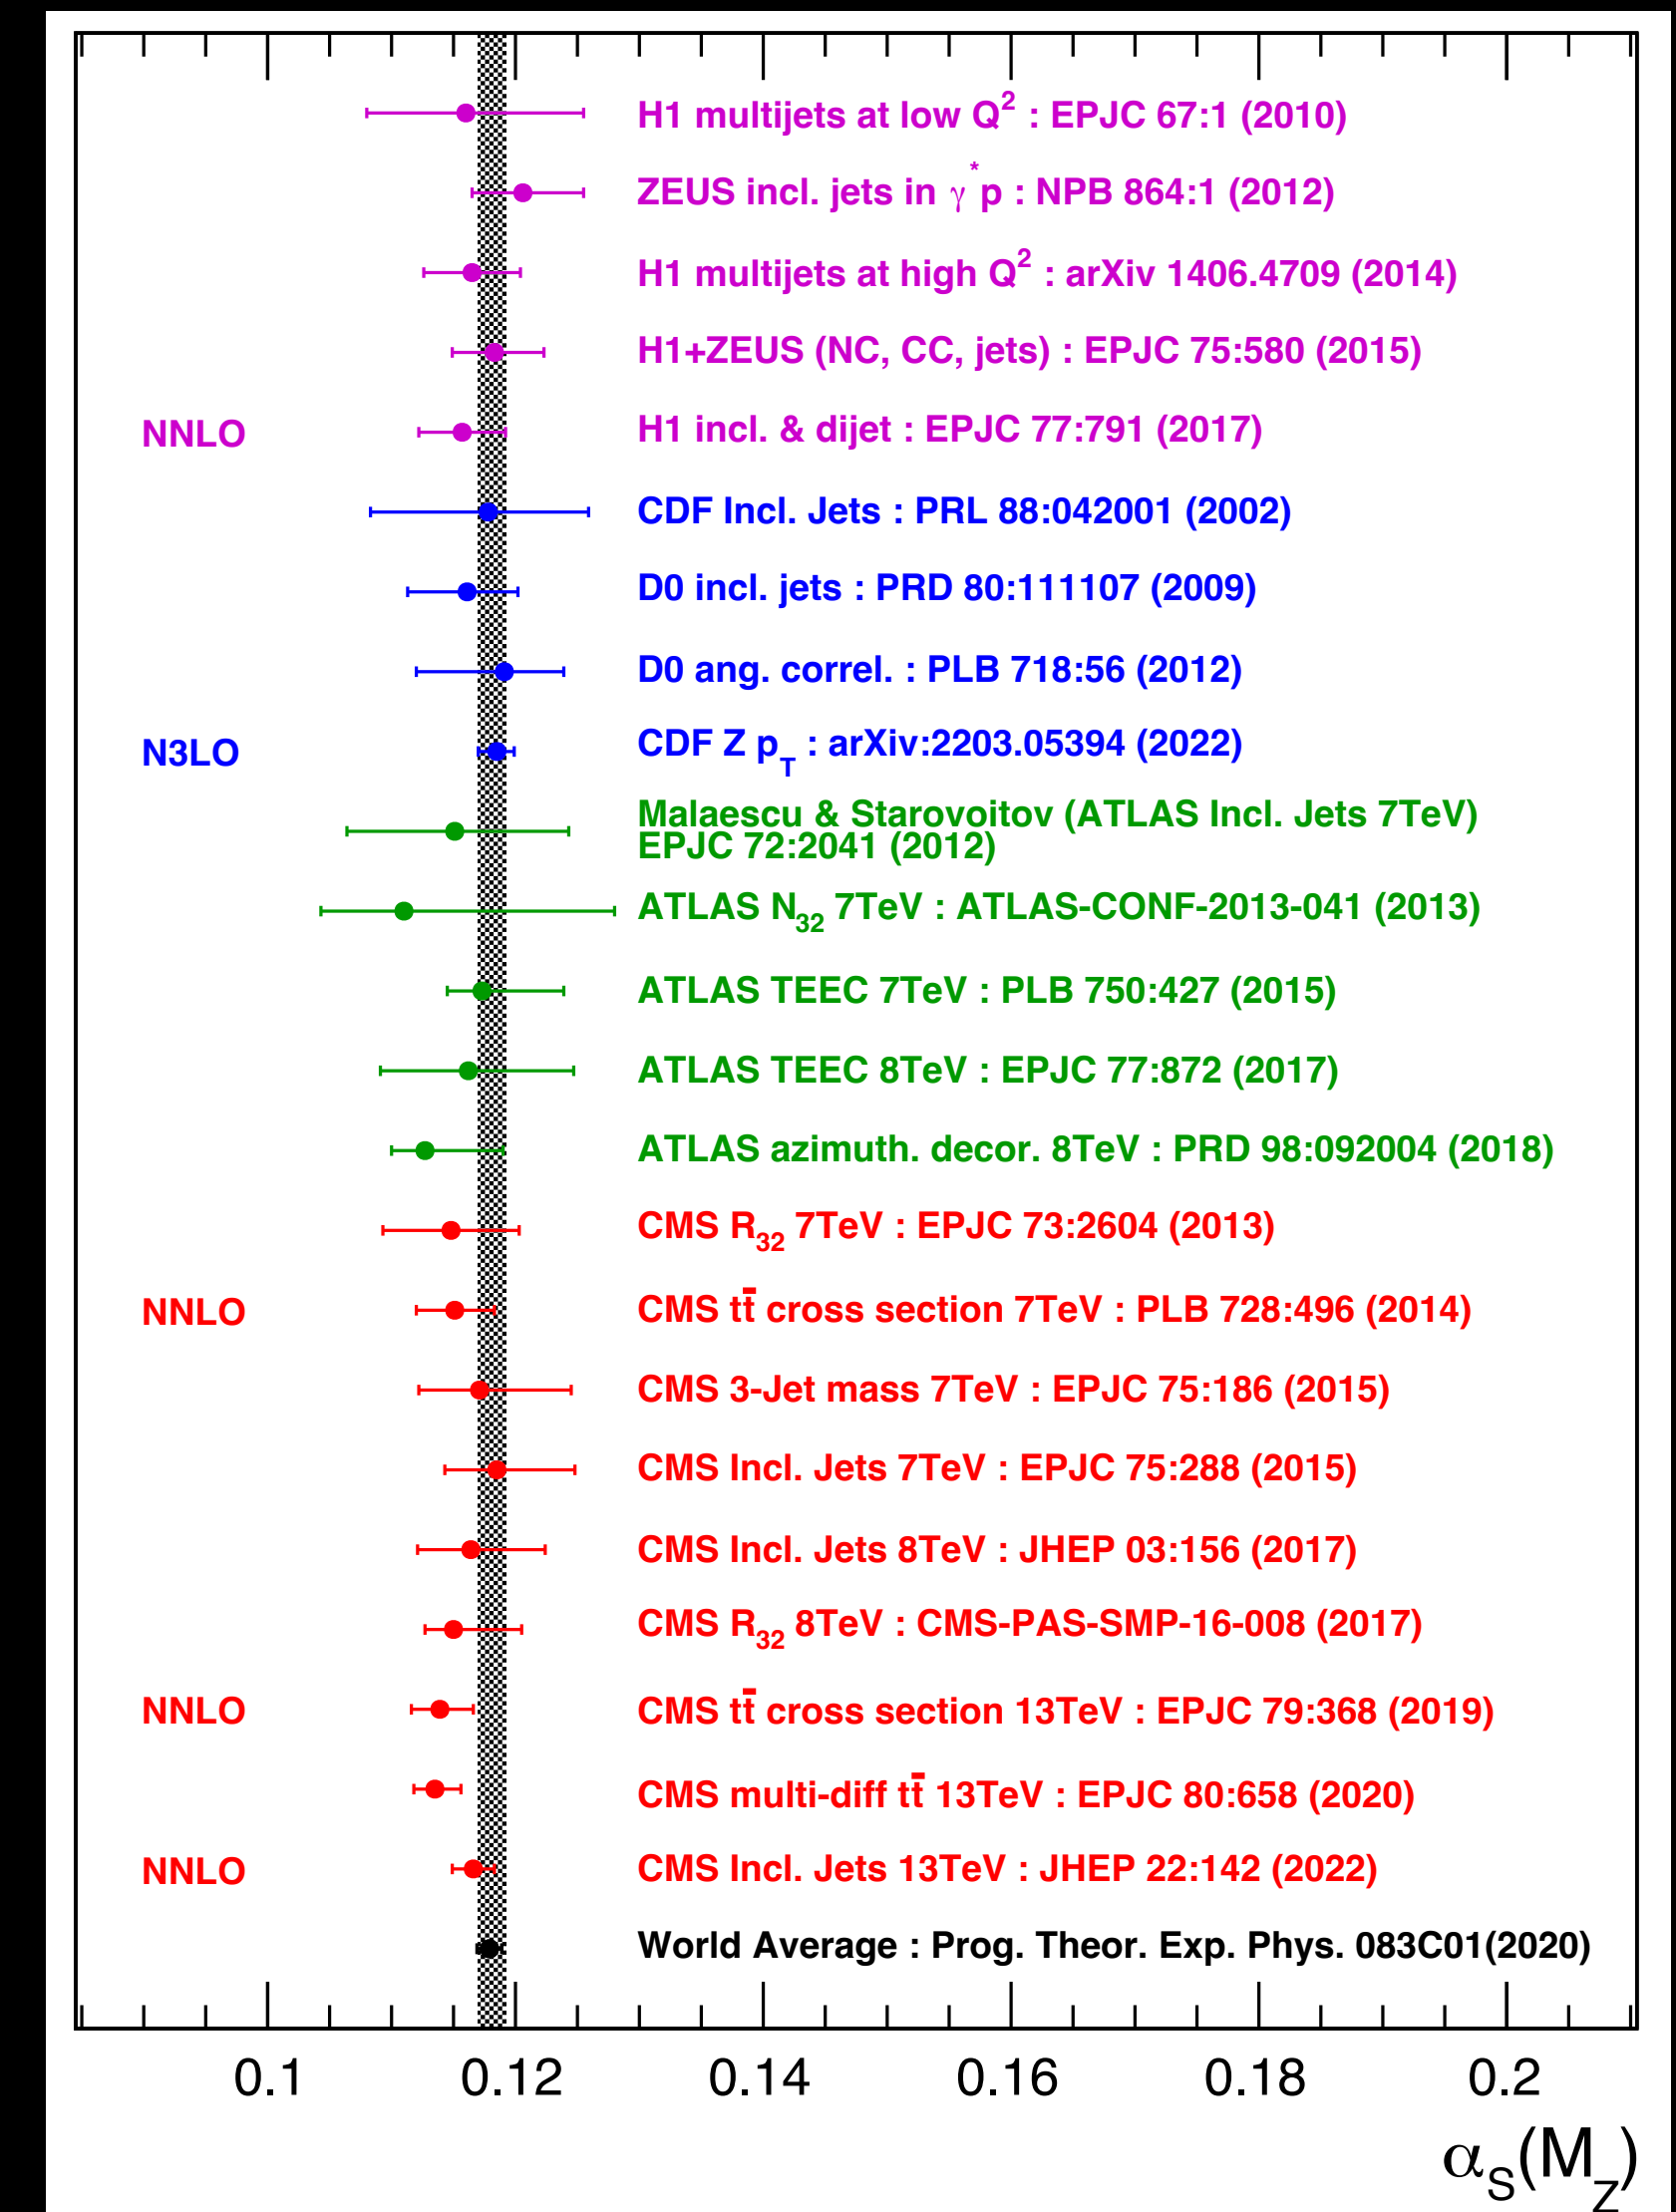 H1 multijets at low Q² : EPJC 67:1 (2010)
ZEUS incl. jets in γ*p : NPB 864:1 (2012)
H1 multijets at high Q² : arXiv 1406.4709 (2014)
H1+ZEUS (NC, CC, jets) : EPJC 75:580 (2015)
NNLO H1 incl. & dijet : EPJC 77:791 (2017)
CDF Incl. Jets : PRL 88:042001 (2002)
D0 incl. jets : PRD 80:111107 (2009)
D0 ang. correl. : PLB 718:56 (2012)
N3LO CDF Z p_T : arXiv:2203.05394 (2022)
Malaescu & Starovoitov (ATLAS Incl. Jets 7TeV)
EPJC 72:2041 (2012)
ATLAS N₃₂ 7TeV : ATLAS-CONF-2013-041 (2013)
ATLAS TEEC 7TeV : PLB 750:427 (2015)
ATLAS TEEC 8TeV : EPJC 77:872 (2017)
ATLAS azimuth. decor. 8TeV : PRD 98:092004 (2018)
CMS R₃₂ 7TeV : EPJC 73:2604 (2013)
NNLO CMS tt̄ cross section 7TeV : PLB 728:496 (2014)
CMS 3-Jet mass 7TeV : EPJC 75:186 (2015)
CMS Incl. Jets 7TeV : EPJC 75:288 (2015)
CMS Incl. Jets 8TeV : JHEP 03:156 (2017)
CMS R₃₂ 8TeV : CMS-PAS-SMP-16-008 (2017)
NNLO CMS tt̄ cross section 13TeV : EPJC 79:368 (2019)
CMS multi-diff tt̄ 13TeV : EPJC 80:658 (2020)
NNLO CMS Incl. Jets 13TeV : JHEP 22:142 (2022)
World Average : Prog. Theor. Exp. Phys. 083C01(2020)
0.1 0.12 0.14 0.16 0.18 0.2
α_S(M_Z)